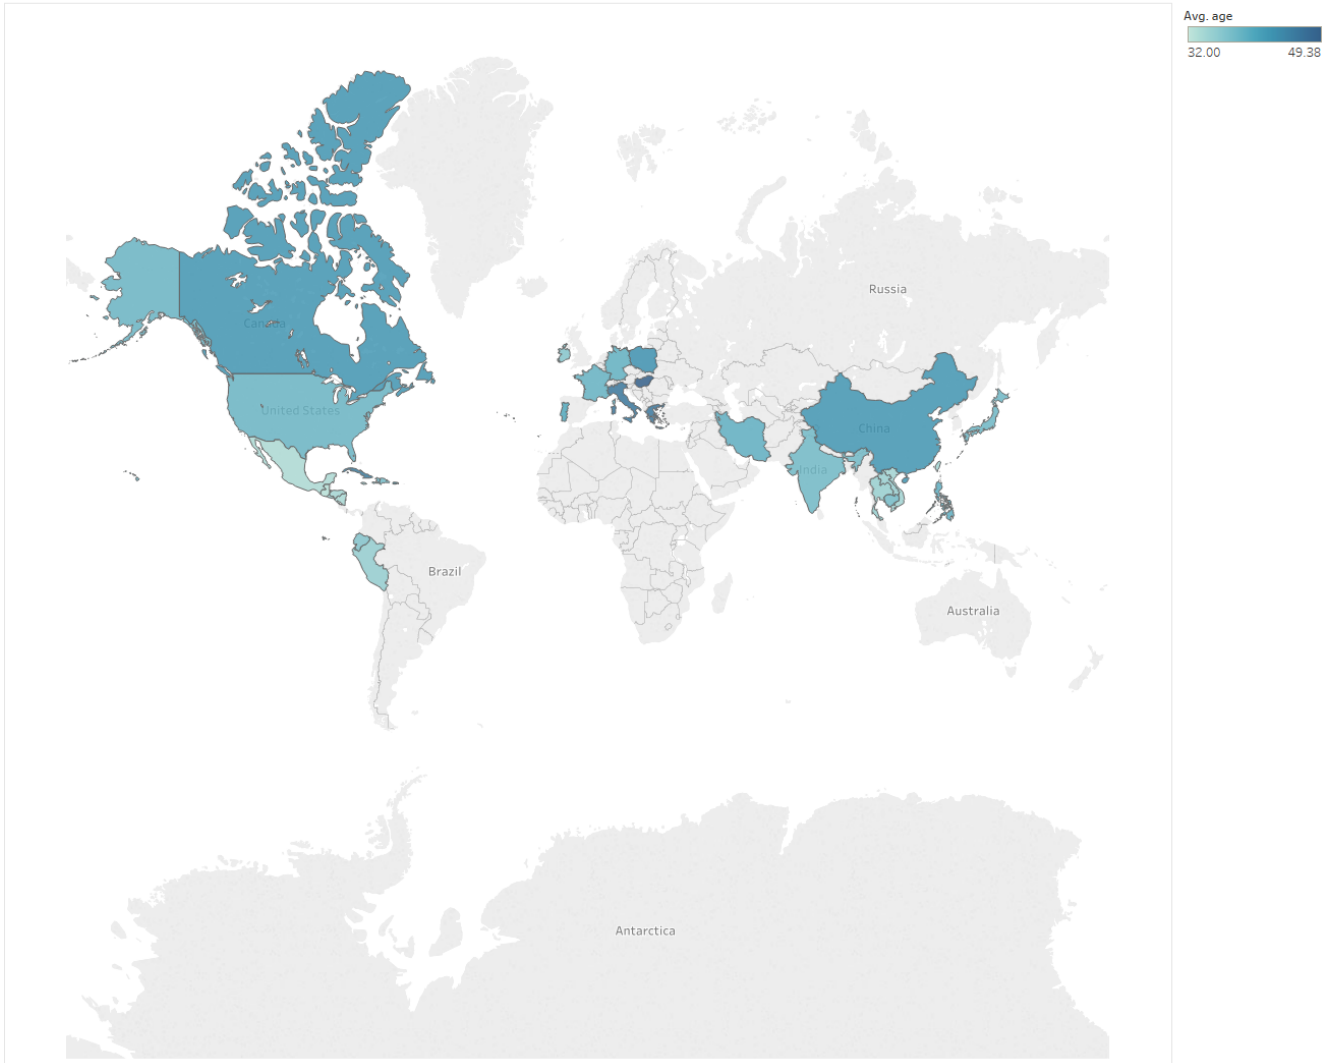 Avg. age
32.00 49.38
Russia
Canada
United States
China
India
Brazil
Australia
Antarctica